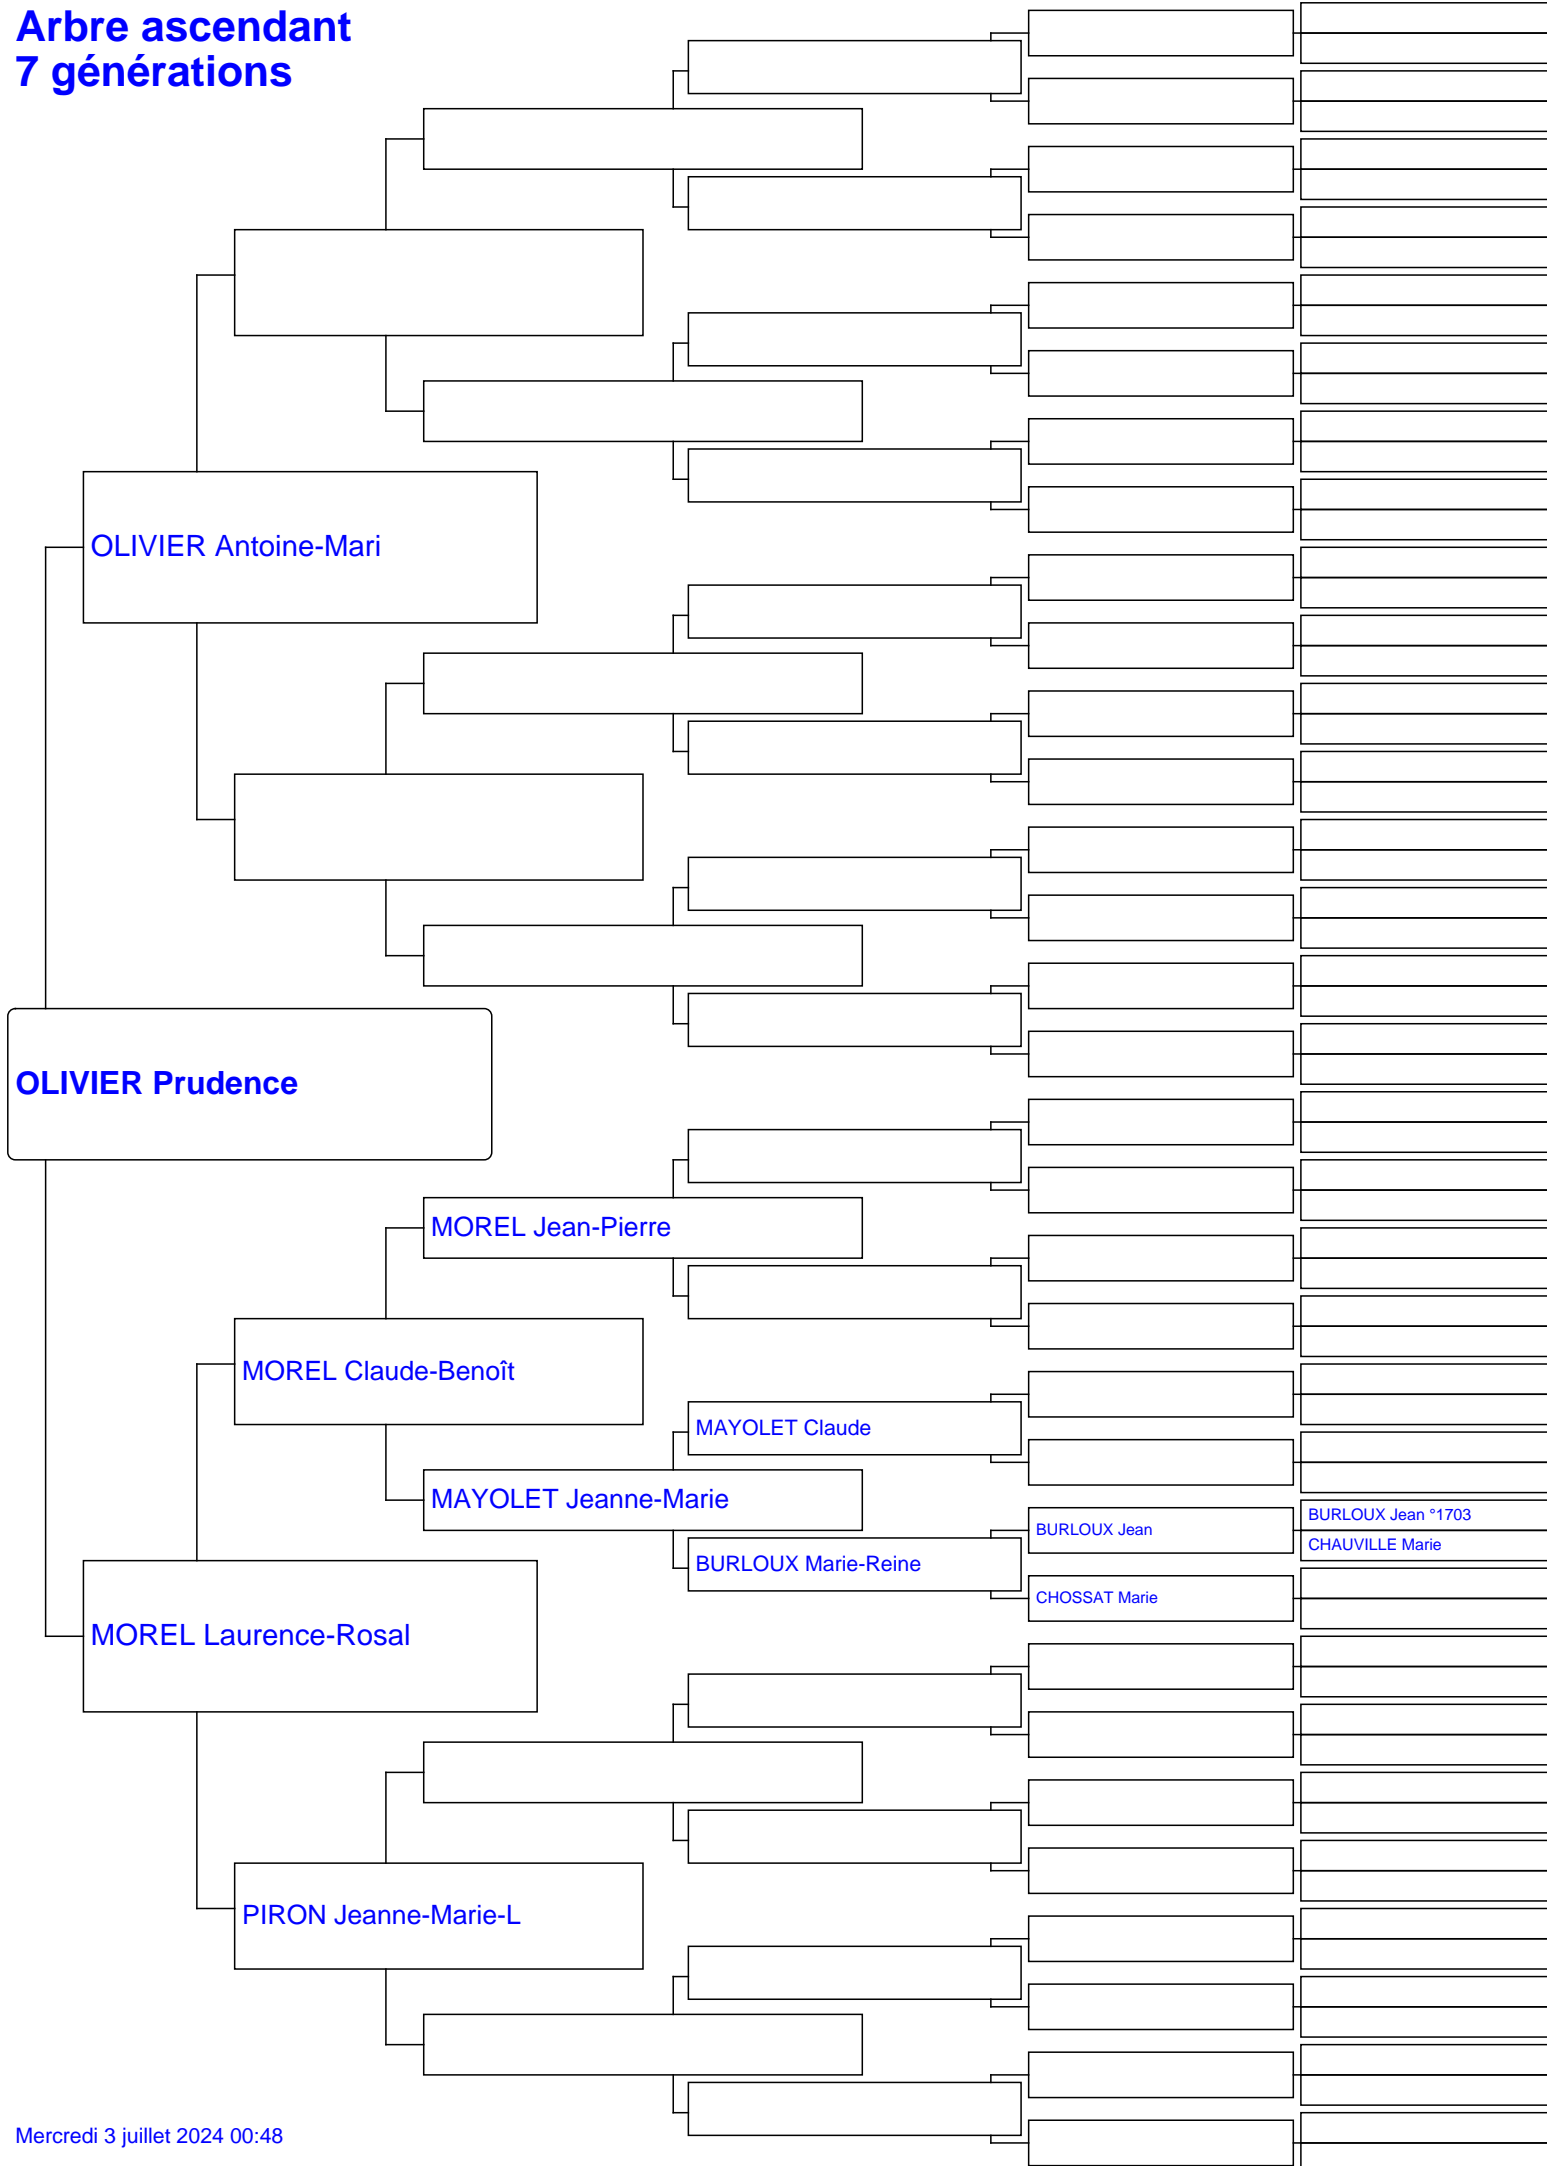 Arbre ascendant
7 générations
OLIVIER Antoine-Mari
OLIVIER Prudence
MOREL Jean-Pierre
MOREL Claude-Benoît
MAYOLET Claude
MAYOLET Jeanne-Marie
BURLOUX Jean °1703
BURLOUX Jean
CHAUVILLE Marie
BURLOUX Marie-Reine
CHOSSAT Marie
MOREL Laurence-Rosal
PIRON Jeanne-Marie-L
Mercredi 3 juillet 2024 00:48